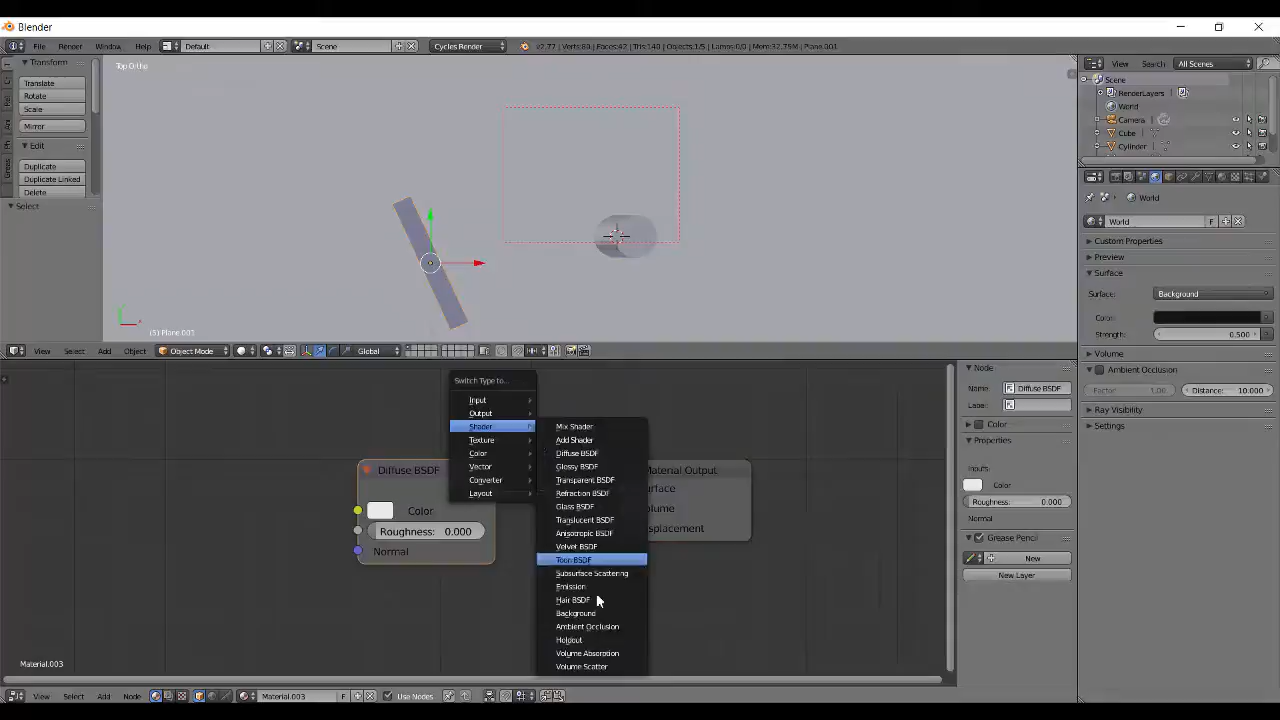 Blender
File Render Window Help Default Scene Cycles Render v2.77 | Verts:80 | Faces:42 | Tris:140 | Objects:1/5 | Lamps:0/0 | Mem:32.75M | Plane.001
Transform
Translate
Rotate
Scale
Mirror
Edit
Duplicate
Duplicate Linked
Delete
Select
Top Ortho
(5) Plane.003
View Search All Scenes
Scene
RenderLayers
World
Camera
Cube
Cylinder
World
World F
Custom Properties
Preview
Surface
Surface: Background
Color:
Strength: 0.500
Volume
Ambient Occlusion
Factor: 1.00 Distance: 10.000
Ray Visibility
Settings
View Select Add Object Object Mode Global
Switch Type to...
Input
Output
Shader
Texture
Color
Vector
Converter
Layout
Mix Shader
Add Shader
Diffuse BSDF
Glossy BSDF
Transparent BSDF
Refraction BSDF
Glass BSDF
Translucent BSDF
Anisotropic BSDF
Velvet BSDF
Toon BSDF
Subsurface Scattering
Emission
Hair BSDF
Background
Ambient Occlusion
Holdout
Volume Absorption
Volume Scatter
Diffuse BSDF
Color
Roughness: 0.000
Normal
Material Output
urface
olume
splacement
Node
Name: Diffuse BSDF
Label:
Color
Properties
Inputs:
Color
Roughness: 0.000
Normal
Grease Pencil
New
New Layer
Material.003
View Select Add Node Material.003 F Use Nodes